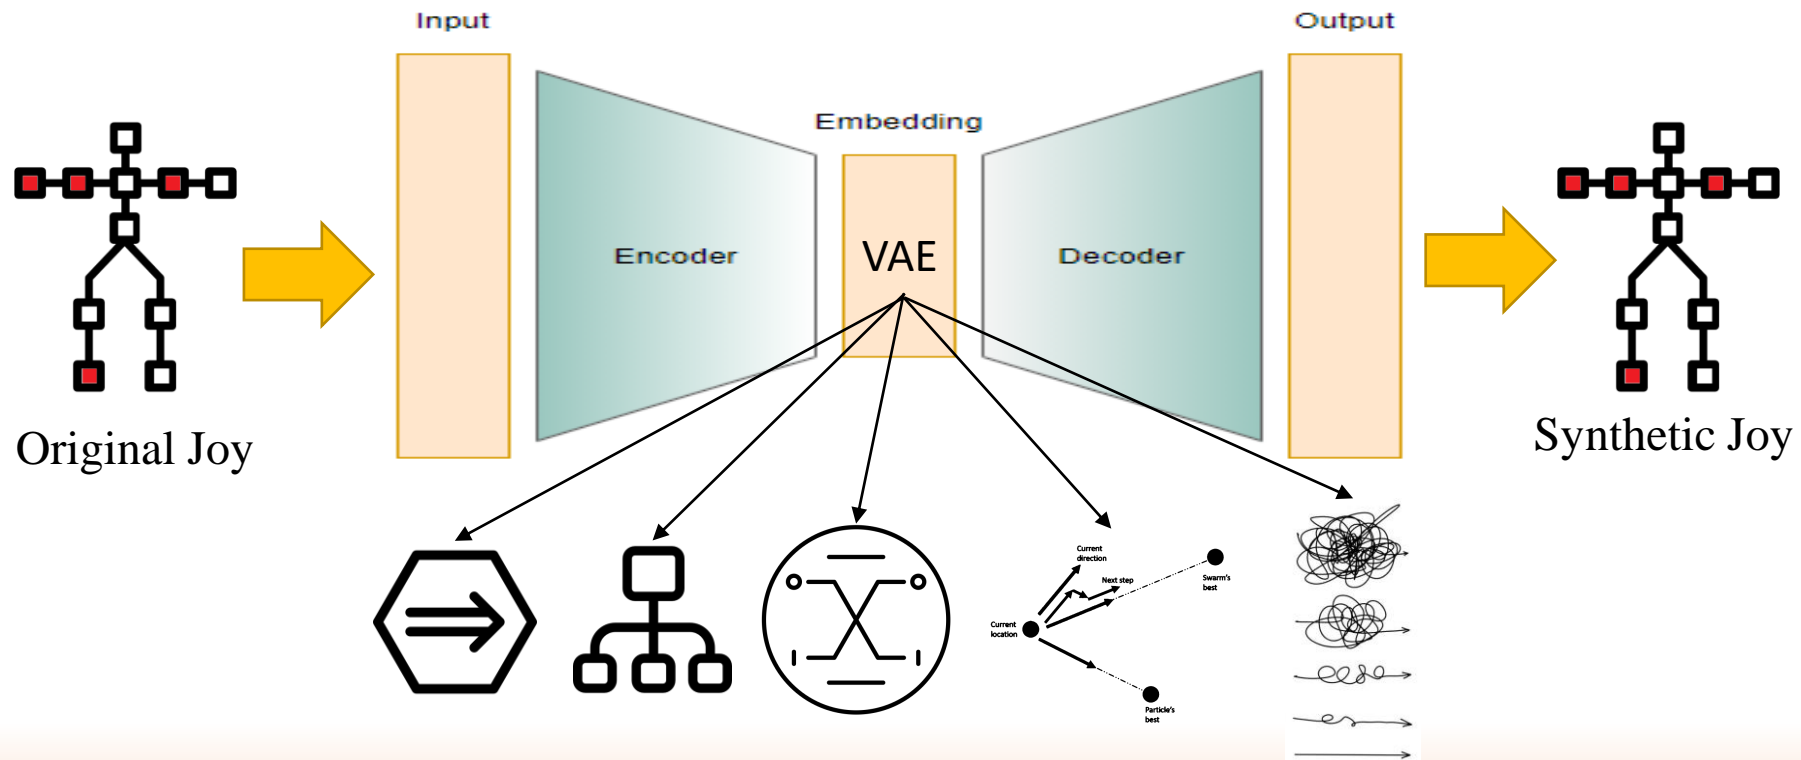 Input
Output
Embedding
Encoder
VAE
Decoder
Original Joy
Synthetic Joy
Current
direction
Next step
Swarm's
best
Current
location
Particle's
best